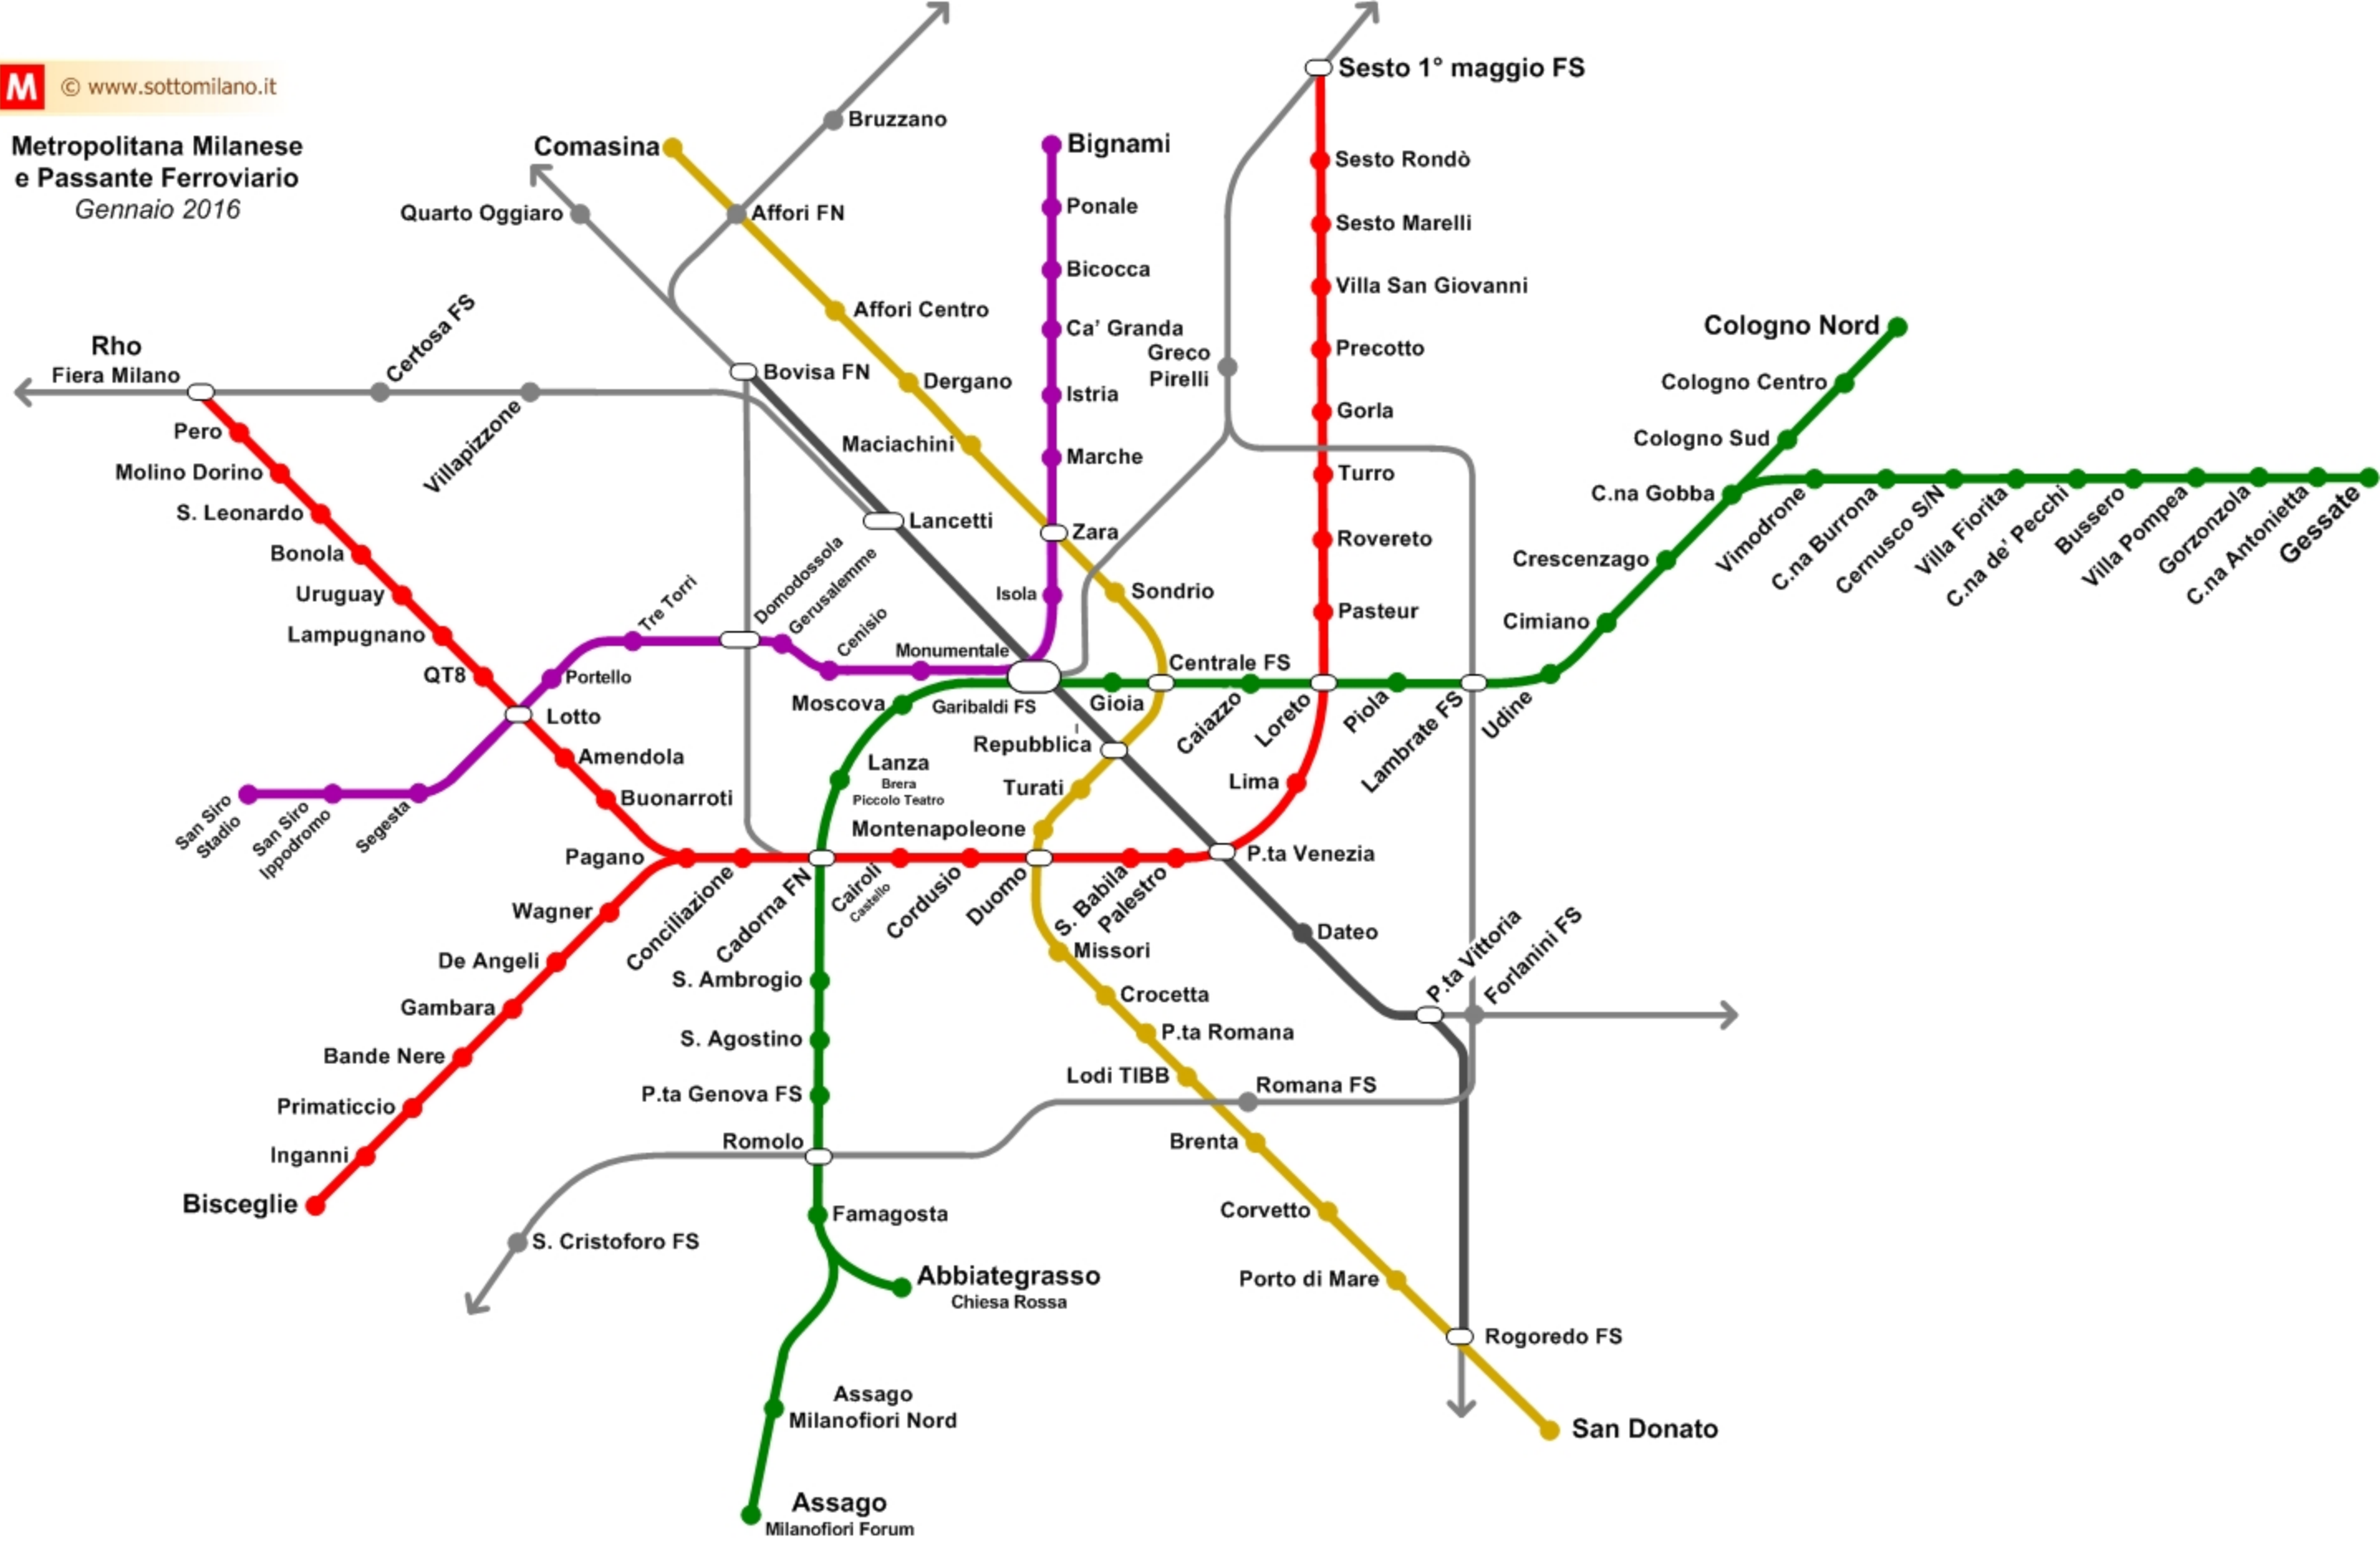 M © www.sottomilano.it
Metropolitana Milanese
e Passante Ferroviario
Gennaio 2016
Sesto 1° maggio FS
Bruzzano
Comasina
Bignami
Sesto Rondò
Quarto Oggiaro
Affori FN
Ponale
Sesto Marelli
Bicocca
Villa San Giovanni
Certosa FS
Affori Centro
Ca’ Granda
Cologno Nord
Rho
Fiera Milano
Greco
Pirelli
Precotto
Bovisa FN
Dergano
Istria
Cologno Centro
Gorla
Pero
Villapizzone
Maciachini
Marche
Cologno Sud
Molino Dorino
Turro
C.na Gobba
Vimodrone
C.na Burrona
Cernusco S/N
Villa Fiorita
C.na de’ Pecchi
Bussero
Villa Pompea
Gorzonzola
C.na Antonietta
Gessate
S. Leonardo
Lancetti
Zara
Rovereto
Bonola
Crescenzago
Uruguay
Tre Torri
Domodossola
Gerusalemme
Cenisio
Isola
Sondrio
Pasteur
Cimiano
Lampugnano
Monumentale
Centrale FS
QT8
Portello
Moscova
Garibaldi FS
Gioia
Caiazzo
Loreto
Piola
Lambrate FS
Udine
Lotto
Repubblica
Amendola
Lanza
Brera
Piccolo Teatro
Turati
Lima
San Siro
Stadio
San Siro
Ippodromo
Segesta
Buonarroti
Montenapoleone
Pagano
Conciliazione
Cadorna FN
Cairoli
Castello
Cordusio
Duomo
S. Babila
Palestro
P.ta Venezia
Wagner
Dateo
P.ta Vittoria
Forlanini FS
De Angeli
S. Ambrogio
Missori
Gambara
Crocetta
S. Agostino
P.ta Romana
Bande Nere
Lodi TIBB
Romana FS
Primaticcio
P.ta Genova FS
Romolo
Brenta
Inganni
Bisceglie
Famagosta
Corvetto
S. Cristoforo FS
Abbiategrasso
Chiesa Rossa
Porto di Mare
Rogoredo FS
Assago
Milanofiori Nord
San Donato
Assago
Milanofiori Forum